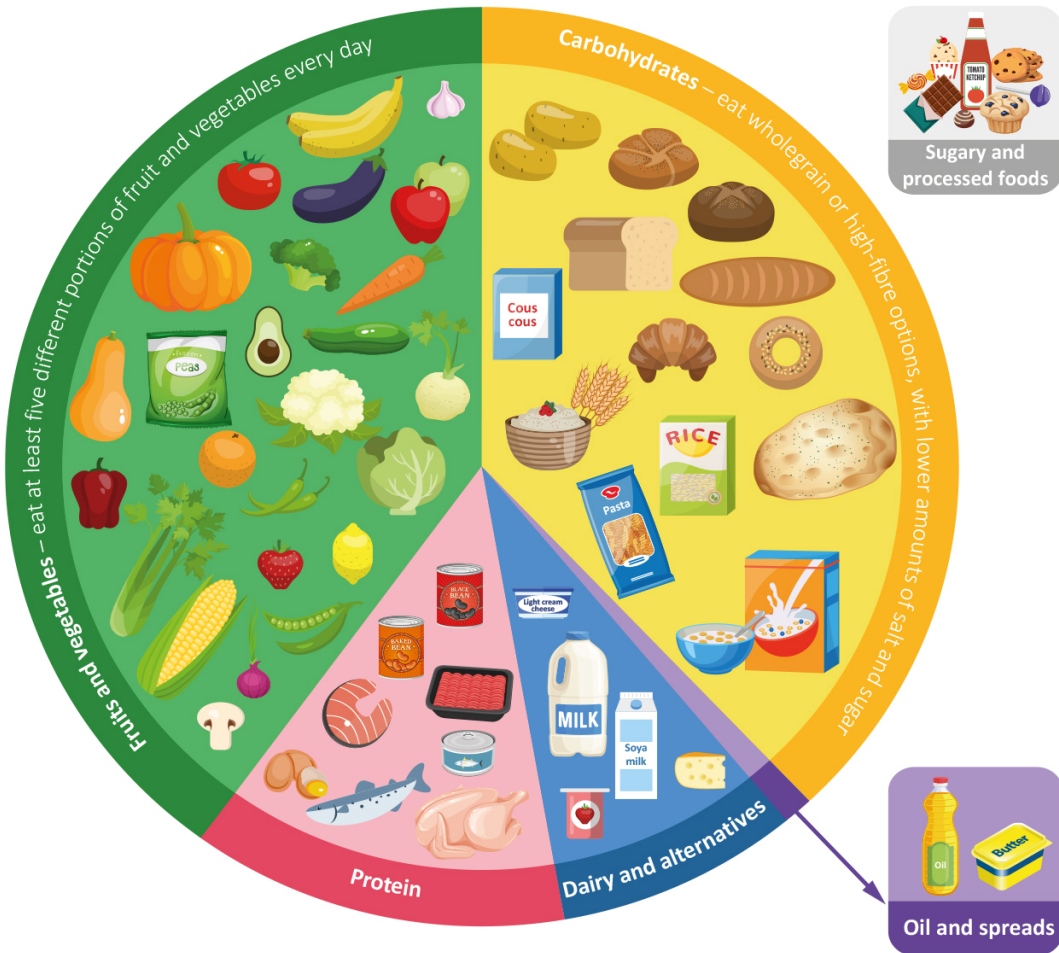 Fruits and vegetables – eat at least five different portions of fruit and vegetables every day
Carbohydrates – eat wholegrain or high-fibre options, with lower amounts of salt and sugar
TOMATO
KETCHUP
Sugary and
processed foods
Cous
cous
Peas
RICE
Pasta
BLACK
BEAN
Light cream
cheese
BAKED
BEAN
MILK
Soya
milk
Protein
Dairy and alternatives
Oil
Butter
Oil and spreads